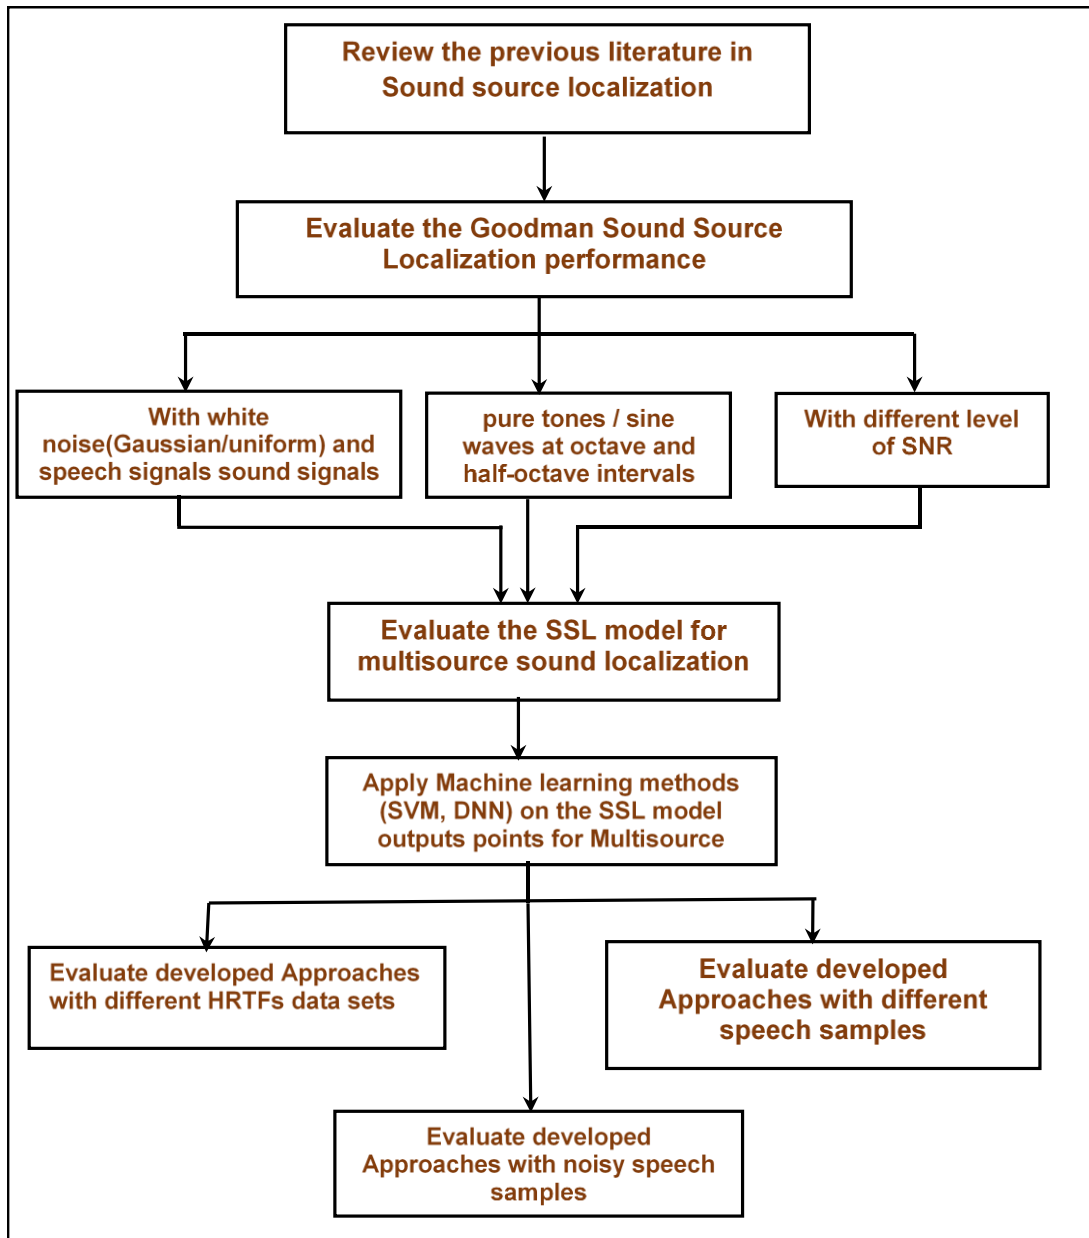 Review the previous literature in
Sound source localization
Evaluate the Goodman Sound Source
Localization performance
With white
noise(Gaussian/uniform) and
speech signals sound signals
pure tones / sine
waves at octave and
half-octave intervals
With different level
of SNR
Evaluate the SSL model for
multisource sound localization
Apply Machine learning methods
(SVM, DNN) on the SSL model
outputs points for Multisource
Evaluate developed Approaches
with different HRTFs data sets
Evaluate developed
Approaches with different
speech samples
Evaluate developed
Approaches with noisy speech
samples